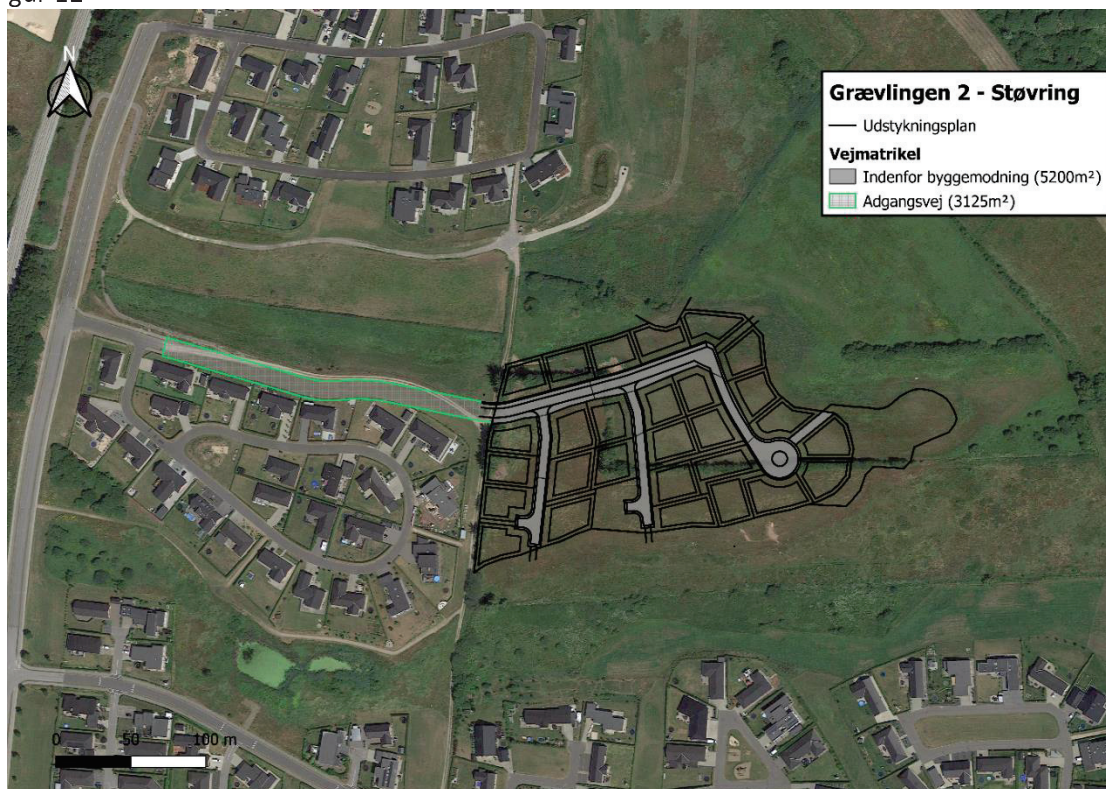 N
Grævlingen 2 - Støvring
Udstykningsplan
Vejmatrikel
Indenfor byggemodning (5200m²)
Adgangsvej (3125m²)
0 50 100 m